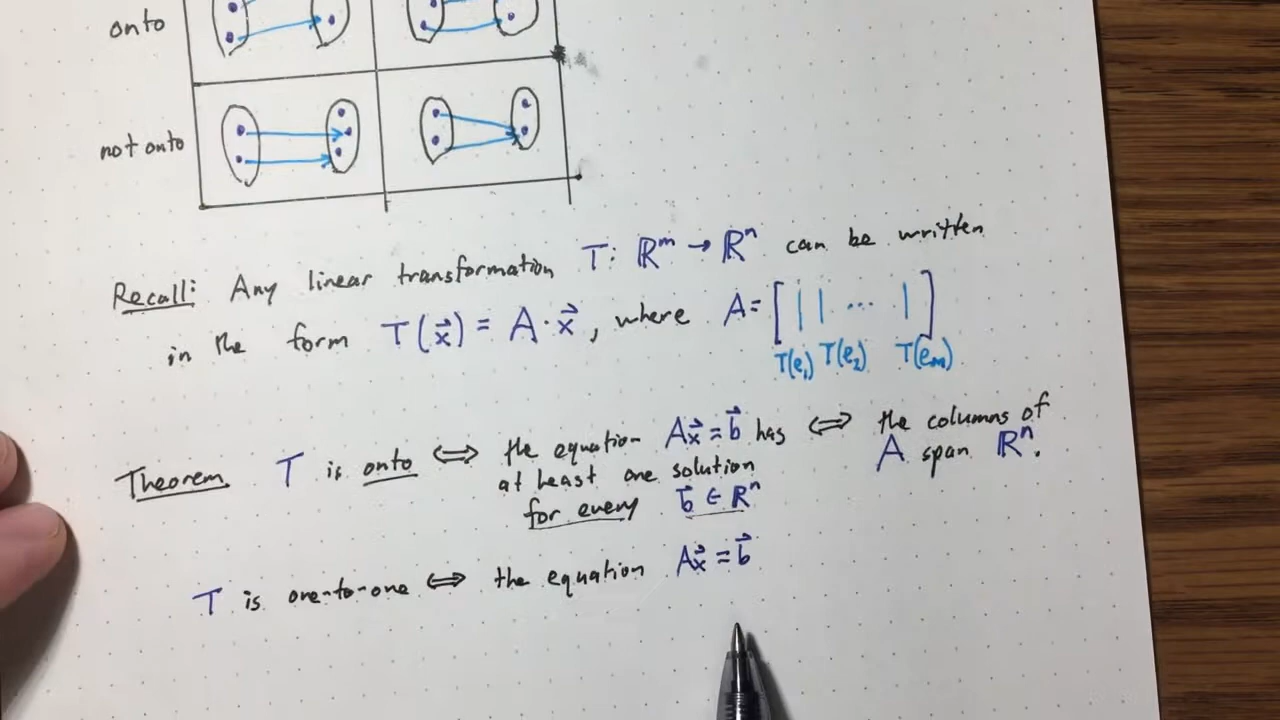 onto
not onto
Recall: Any linear transformation T: ℝᵐ → ℝⁿ can be written
in the form T(x⃗) = A·x⃗, where A = [ | | ... | ]
T(e₁) T(e₂) T(eₘ)
Theorem. T is onto ⟺ the equation Ax⃗ = b⃗ has ⟺ the columns of
at least one solution A span ℝⁿ.
for every b⃗ ∈ ℝⁿ
T is one-to-one ⟺ the equation Ax⃗ = b⃗